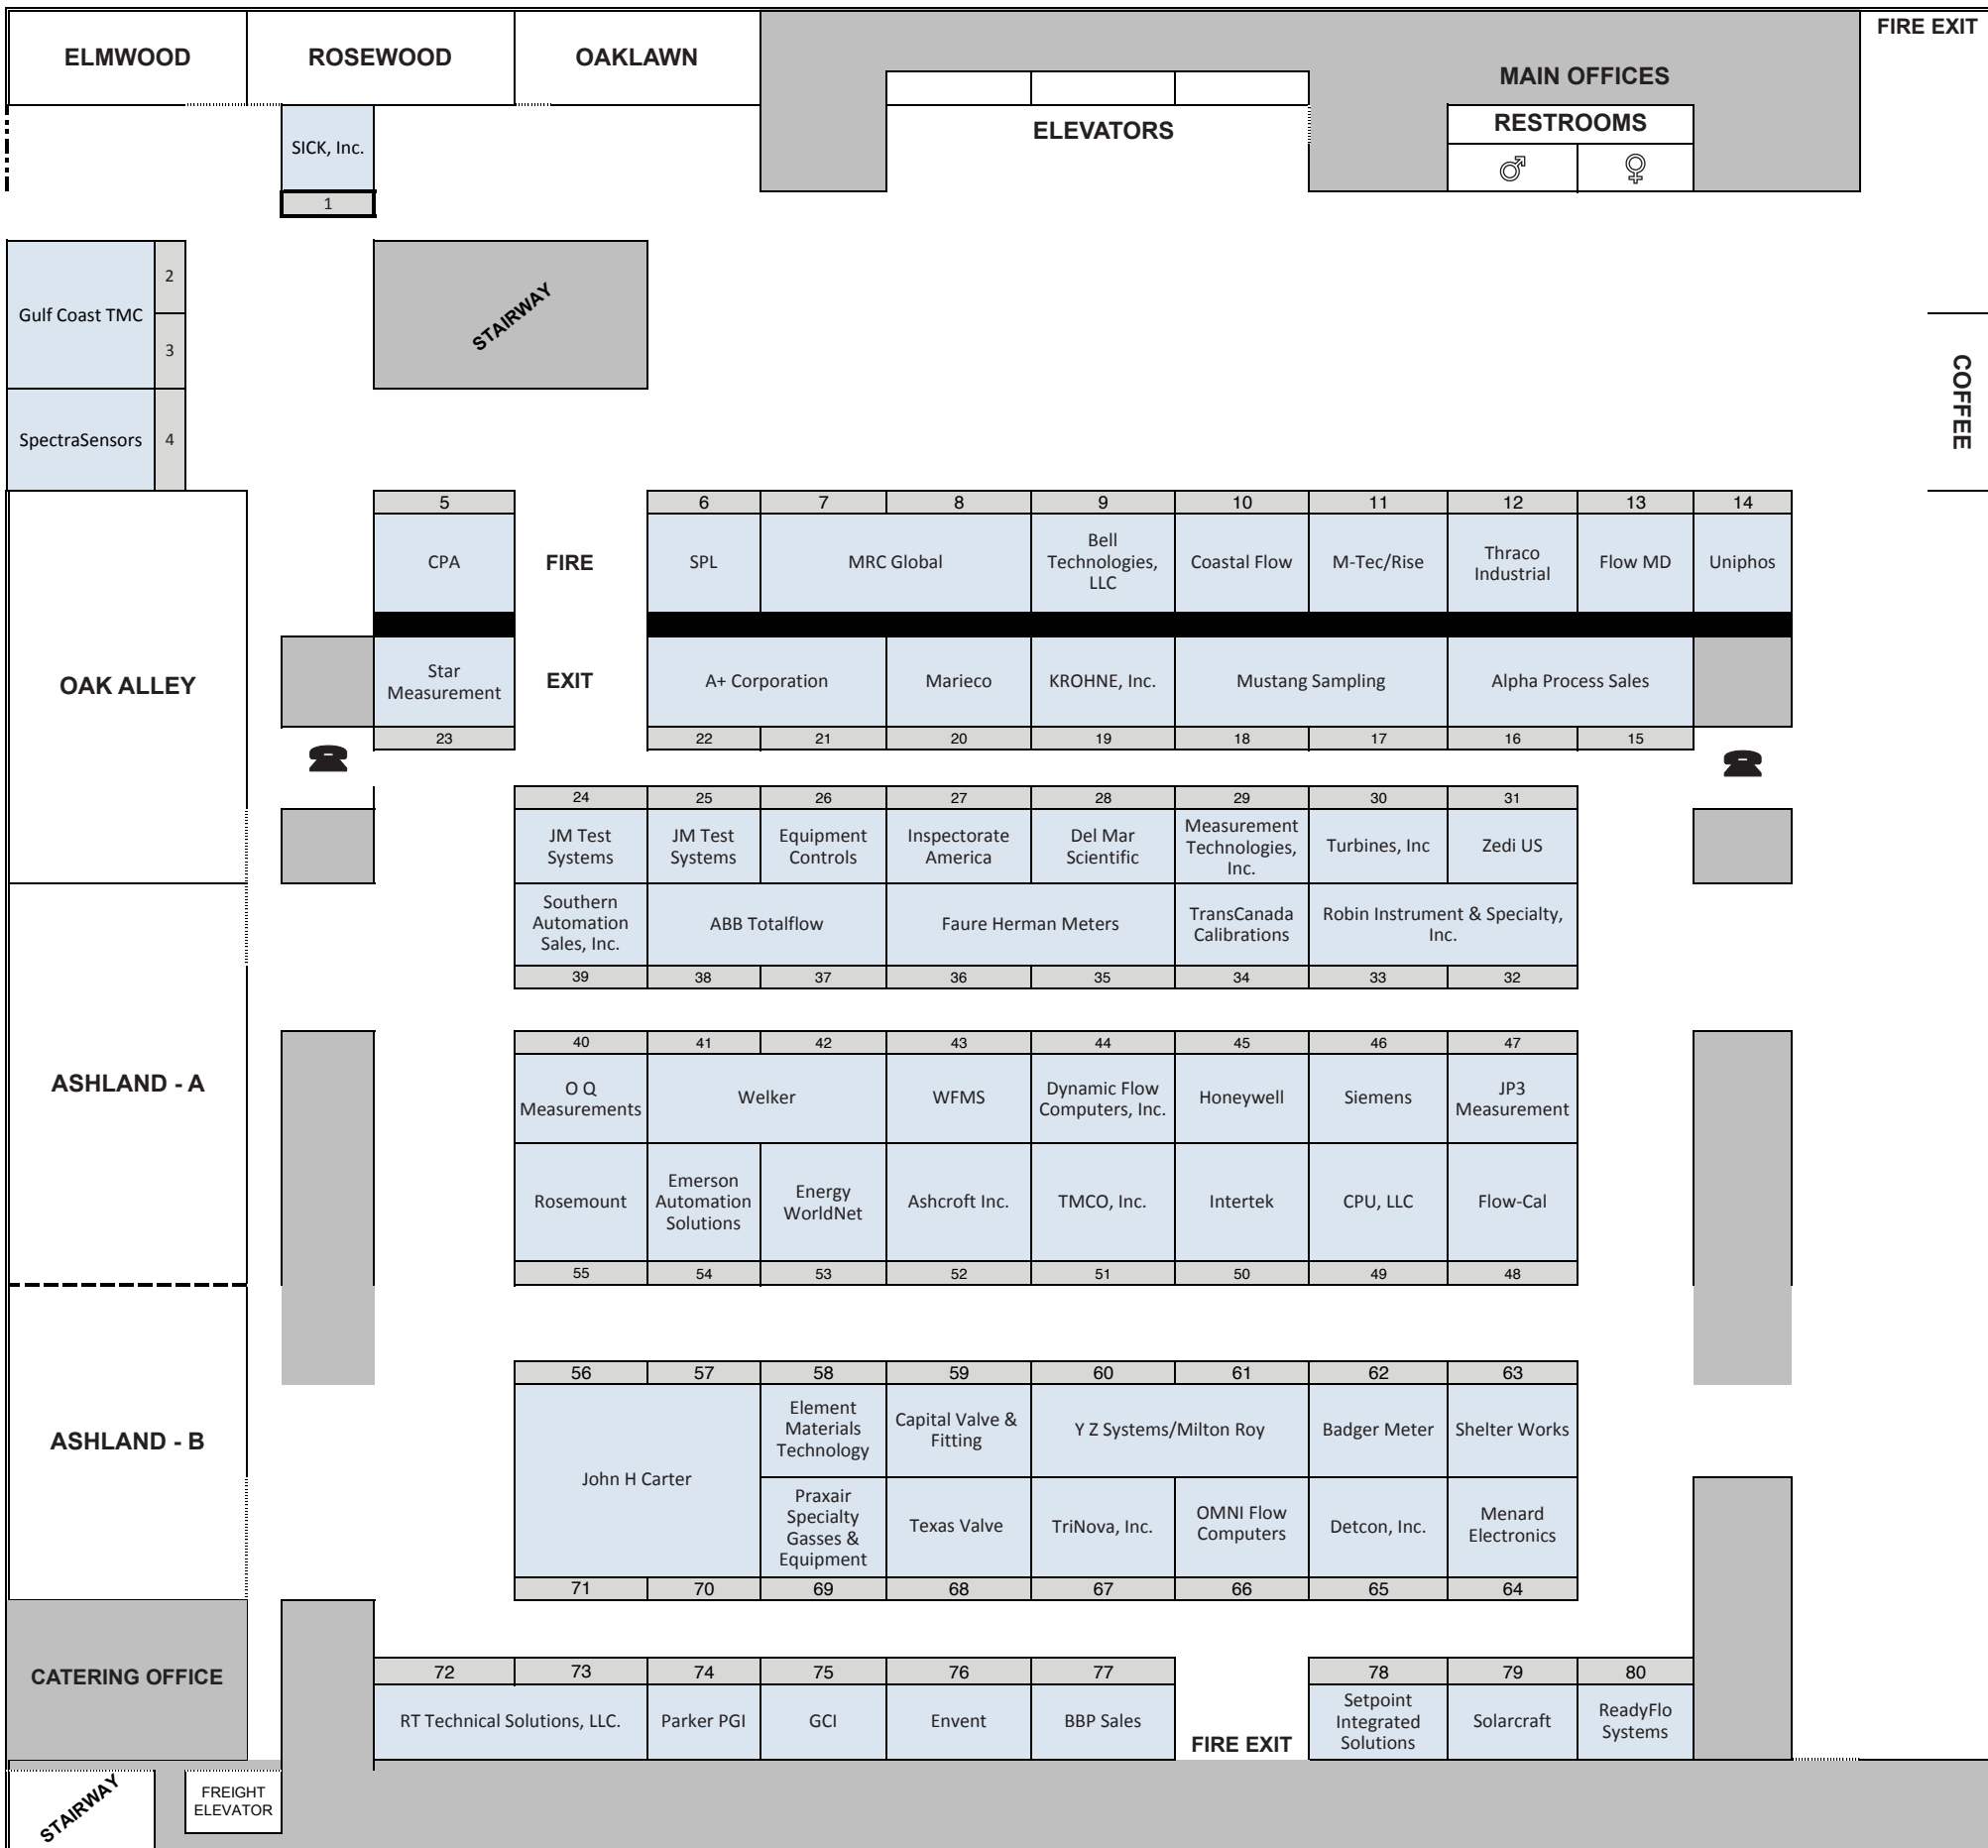 ELMWOOD
ROSEWOOD
OAKLAWN
MAIN OFFICES
FIRE EXIT
ELEVATORS
RESTROOMS
♂ ♀
SICK, Inc.
1
Gulf Coast TMC
2
3
STAIRWAY
SpectraSensors
4
COFFEE
5 6 7 8 9 10 11 12 13 14
CPA
FIRE
SPL
MRC Global
Bell
Technologies,
LLC
Coastal Flow
M-Tec/Rise
Thraco
Industrial
Flow MD
Uniphos
OAK ALLEY
Star
Measurement
EXIT
A+ Corporation
Marieco
KROHNE, Inc.
Mustang Sampling
Alpha Process Sales
23 22 21 20 19 18 17 16 15
24 25 26 27 28 29 30 31
JM Test
Systems
JM Test
Systems
Equipment
Controls
Inspectorate
America
Del Mar
Scientific
Measurement
Technologies,
Inc.
Turbines, Inc
Zedi US
Southern
Automation
Sales, Inc.
ABB Totalflow
Faure Herman Meters
TransCanada
Calibrations
Robin Instrument & Specialty,
Inc.
39 38 37 36 35 34 33 32
ASHLAND - A
40 41 42 43 44 45 46 47
O Q
Measurements
Welker
WFMS
Dynamic Flow
Computers, Inc.
Honeywell
Siemens
JP3
Measurement
Rosemount
Emerson
Automation
Solutions
Energy
WorldNet
Ashcroft Inc.
TMCO, Inc.
Intertek
CPU, LLC
Flow-Cal
55 54 53 52 51 50 49 48
ASHLAND - B
56 57 58 59 60 61 62 63
John H Carter
Element
Materials
Technology
Capital Valve &
Fitting
Y Z Systems/Milton Roy
Badger Meter
Shelter Works
Praxair
Specialty
Gasses &
Equipment
Texas Valve
TriNova, Inc.
OMNI Flow
Computers
Detcon, Inc.
Menard
Electronics
71 70 69 68 67 66 65 64
CATERING OFFICE
72 73 74 75 76 77 78 79 80
RT Technical Solutions, LLC.
Parker PGI
GCI
Envent
BBP Sales
FIRE EXIT
Setpoint
Integrated
Solutions
Solarcraft
ReadyFlo
Systems
STAIRWAY
FREIGHT
ELEVATOR